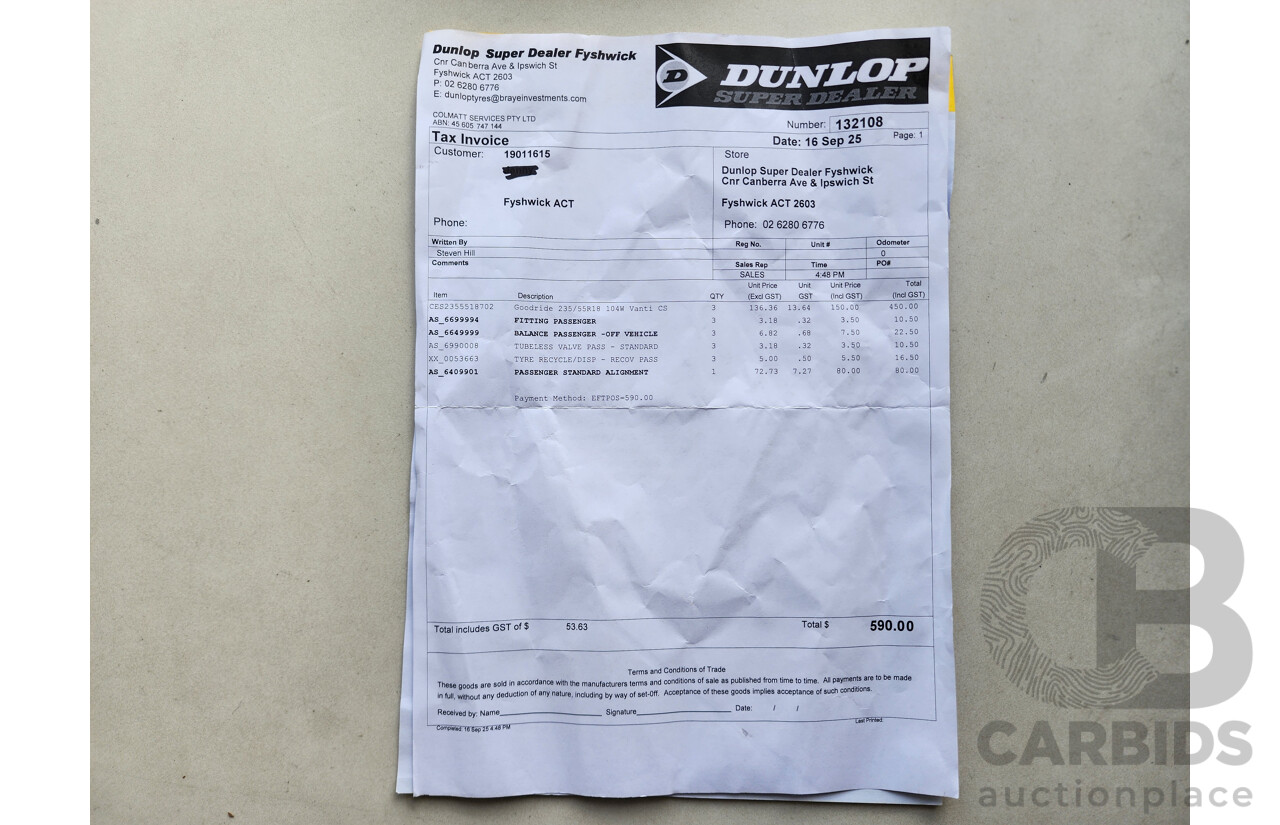 Dunlop Super Dealer Fyshwick
Cnr Canberra Ave & Ipswich St
Fyshwick ACT 2603
P: 02 6280 6776
E: dunloptyres@brayeinvestments.com
D DUNLOP
SUPER DEALER
COLMATT SERVICES PTY LTD
ABN: 45 605 747 144
Number: 132108
Tax Invoice Date: 16 Sep 25 Page: 1
Customer: 19011615 Store
Dunlop Super Dealer Fyshwick
Cnr Canberra Ave & Ipswich St
Fyshwick ACT Fyshwick ACT 2603
Phone: Phone: 02 6280 6776
Written By Reg No. Unit # Odometer
Steven Hill 0
Comments Sales Rep Time PO#
SALES 4:48 PM
Item Description QTY Unit Price (Excl GST) Unit GST Unit Price (Incl GST) Total (Incl GST)
CES2355518702 Goodride 235/55R18 104W Vanti CS 3 136.36 13.64 150.00 450.00
AS_6699994 FITTING PASSENGER 3 3.18 .32 3.50 10.50
AS_6649999 BALANCE PASSENGER -OFF VEHICLE 3 6.82 .68 7.50 22.50
AS_6990008 TUBELESS VALVE PASS - STANDARD 3 3.18 .32 3.50 10.50
XX_0053663 TYRE RECYCLE/DISP - RECOV PASS 3 5.00 .50 5.50 16.50
AS_6409901 PASSENGER STANDARD ALIGNMENT 1 72.73 7.27 80.00 80.00
Payment Method: EFTPOS=590.00
Total includes GST of $ 53.63 Total $ 590.00
Terms and Conditions of Trade
These goods are sold in accordance with the manufacturers terms and conditions of sale as published from time to time. All payments are to be made
in full, without any deduction of any nature, including by way of set-Off. Acceptance of these goods implies acceptance of such conditions.
Received by: Name Signature Date: / /
Completed: 16 Sep 25 4:48 PM Last Printed:
CB
CARBIDS
auctionplace